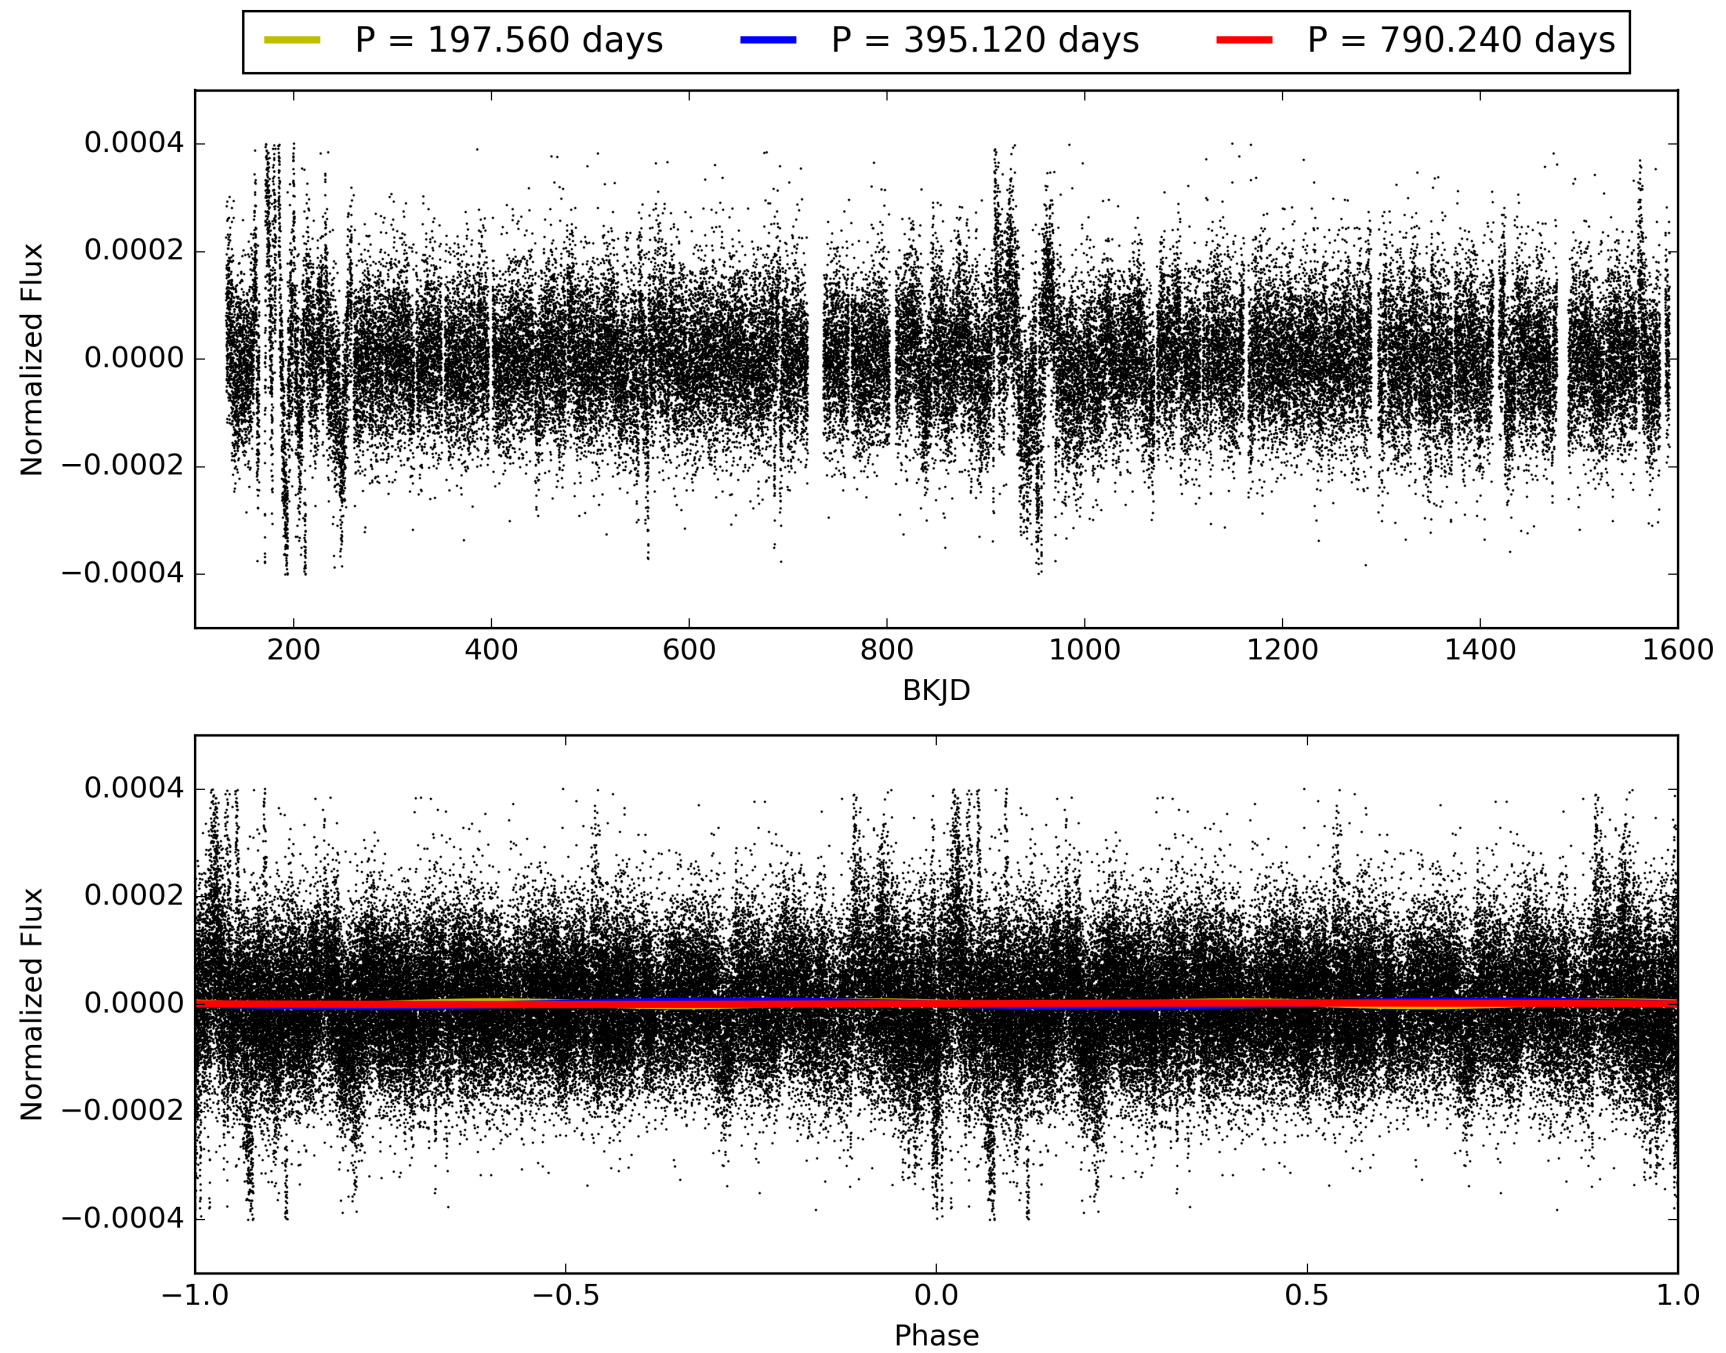 P = 197.560 days
P = 395.120 days
P = 790.240 days
0.0004
0.0002
0.0000
−0.0002
−0.0004
Normalized Flux
200 400 600 800 1000 1200 1400 1600
BKJD
0.0004
0.0002
0.0000
−0.0002
−0.0004
Normalized Flux
−1.0 −0.5 0.0 0.5 1.0
Phase